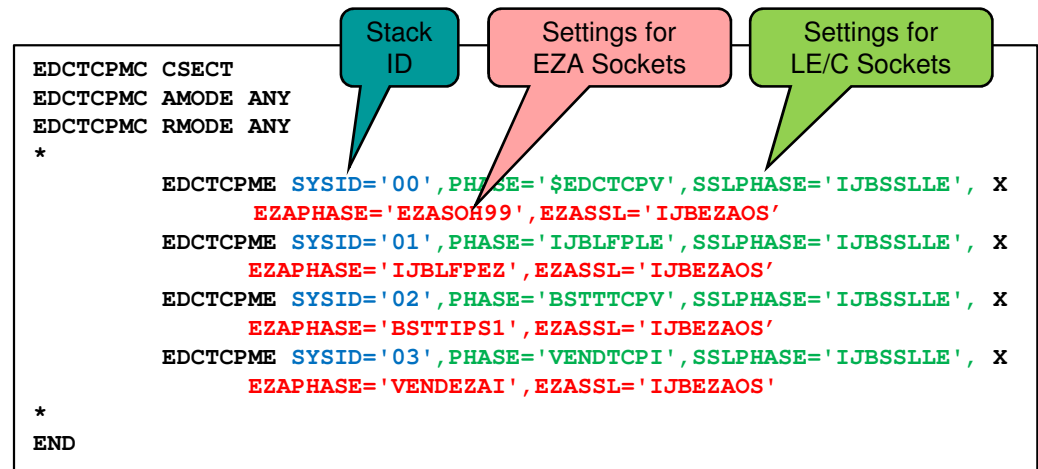 Stack
ID
Settings for
EZA Sockets
Settings for
LE/C Sockets
EDCTCPMC CSECT
EDCTCPMC AMODE ANY
EDCTCPMC RMODE ANY
*
EDCTCPME SYSID='00',PHASE='$EDCTCPV',SSLPHASE='IJBSSLLE', X
EZAPHASE='EZASOH99',EZASSL='IJBEZAOS’
EDCTCPME SYSID='01',PHASE='IJBLFPLE',SSLPHASE='IJBSSLLE', X
EZAPHASE='IJBLFPEZ',EZASSL='IJBEZAOS’
EDCTCPME SYSID='02',PHASE='BSTTTCPV',SSLPHASE='IJBSSLLE', X
EZAPHASE='BSTTIPS1',EZASSL='IJBEZAOS’
EDCTCPME SYSID='03',PHASE='VENDTCPI',SSLPHASE='IJBSSLLE', X
EZAPHASE='VENDEZAI',EZASSL='IJBEZAOS'
*
END